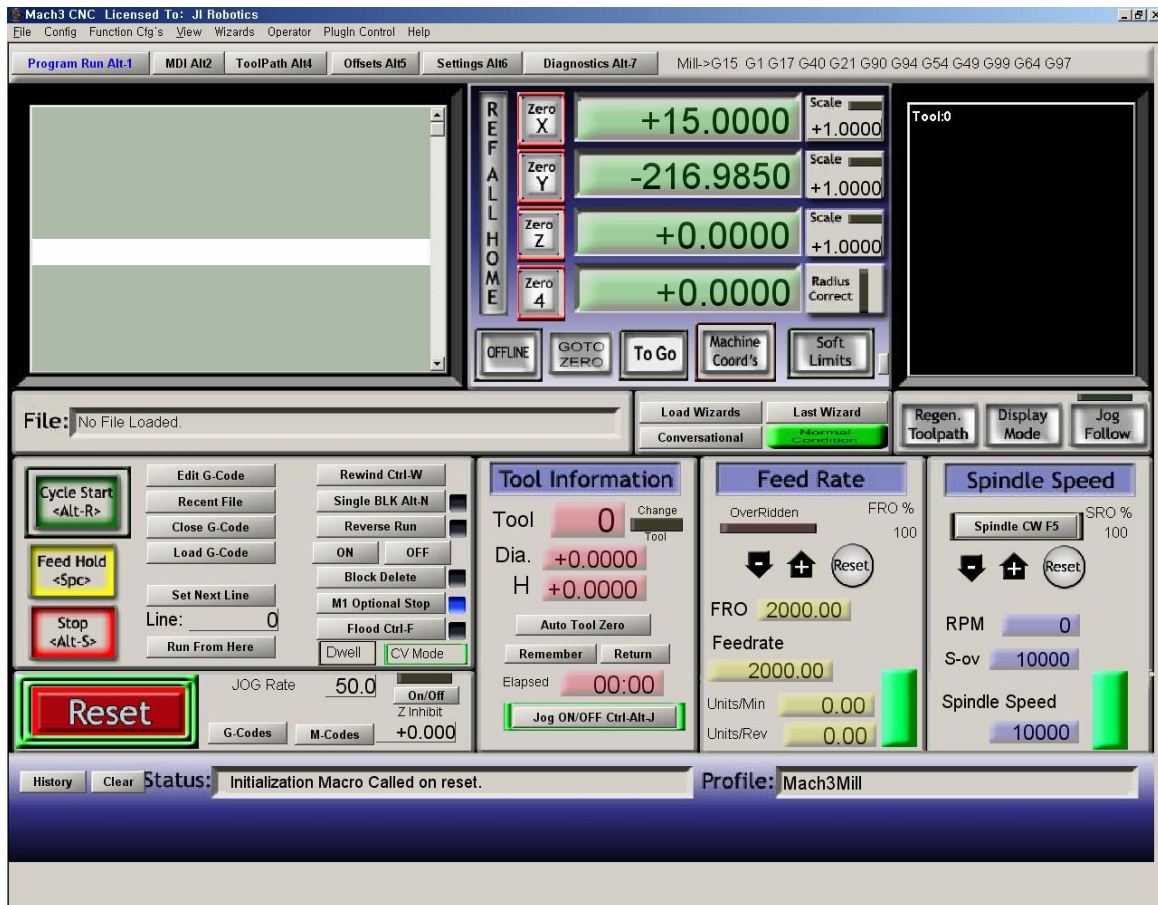 Mach3 CNC Licensed To: JI Robotics
File Config Function Cfg's View Wizards Operator PlugIn Control Help
Program Run Alt-1 MDI Alt2 ToolPath Alt4 Offsets Alt5 Settings Alt6 Diagnostics Alt-7 Mill->G15 G1 G17 G40 G21 G90 G94 G54 G49 G99 G64 G97
REF ALL HOME
Zero X +15.0000 Scale +1.0000
Zero Y -216.9850 Scale +1.0000
Zero Z +0.0000 Scale +1.0000
Zero 4 +0.0000 Radius Correct
OFFLINE GOTO ZERO To Go Machine Coord's Soft Limits
Tool:0
File: No File Loaded.
Load Wizards Last Wizard
Conversational Normal Condition
Regen. Toolpath Display Mode Jog Follow
Cycle Start <Alt-R>
Feed Hold <Spc>
Stop <Alt-S>
Edit G-Code
Recent File
Close G-Code
Load G-Code
Set Next Line
Line: 0
Run From Here
Rewind Ctrl-W
Single BLK Alt-N
Reverse Run
ON OFF
Block Delete
M1 Optional Stop
Flood Ctrl-F
Dwell CV Mode
Reset
JOG Rate 50.0
On/Off
Z Inhibit
+0.000
G-Codes M-Codes
Tool Information
Tool 0 Change Tool
Dia. +0.0000
H +0.0000
Auto Tool Zero
Remember Return
Elapsed 00:00
Jog ON/OFF Ctrl-Alt-J
Feed Rate
OverRidden FRO %
100
Reset
FRO 2000.00
Feedrate
2000.00
Units/Min 0.00
Units/Rev 0.00
Spindle Speed
Spindle CW F5 SRO %
100
Reset
RPM 0
S-ov 10000
Spindle Speed
10000
History Clear Status: Initialization Macro Called on reset.
Profile: Mach3Mill